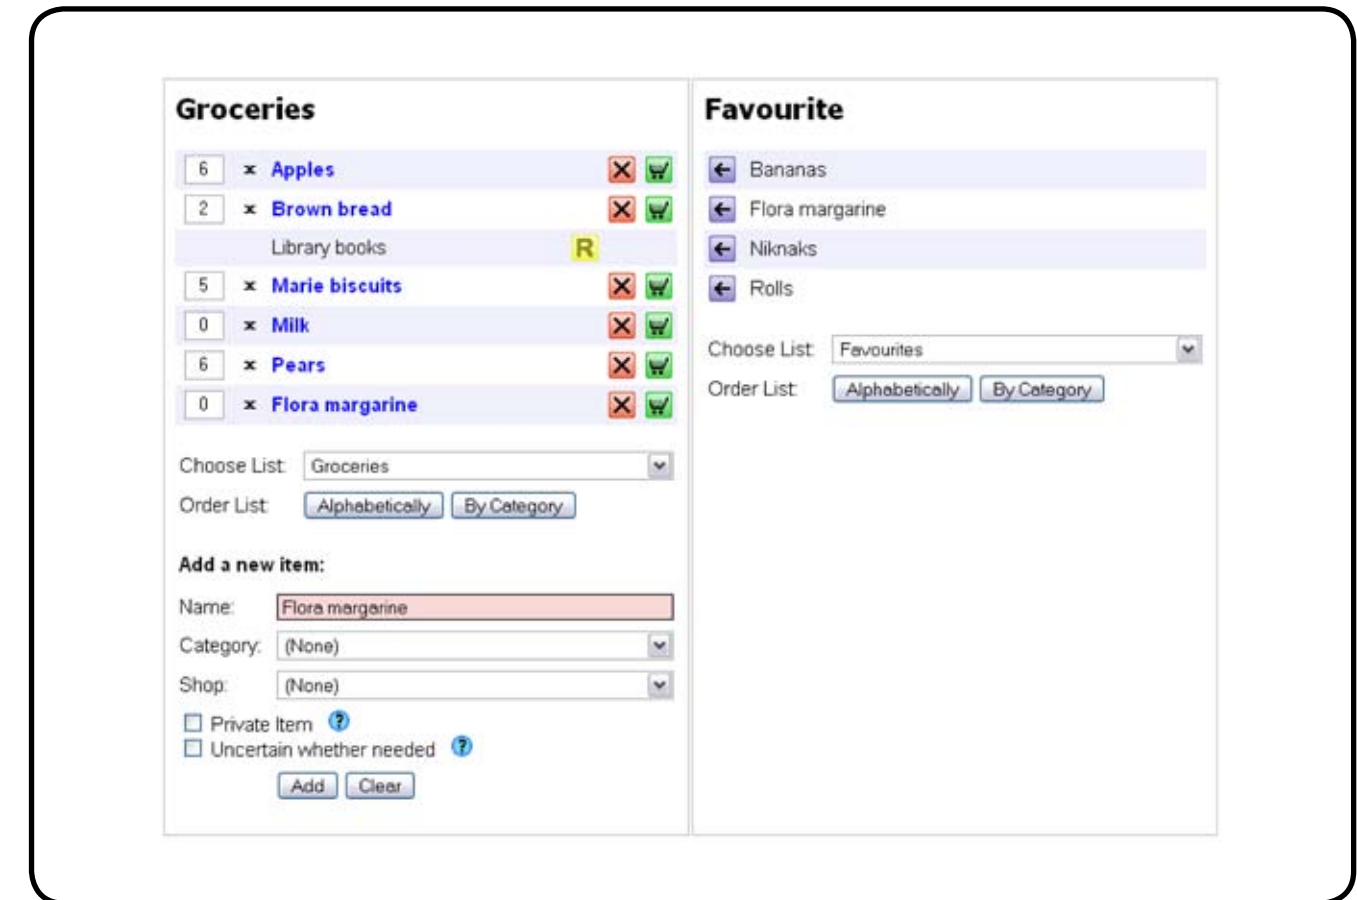 Groceries
6 x Apples
2 x Brown bread
Library books R
5 x Marie biscuits
0 x Milk
6 x Pears
0 x Flora margarine
Choose List: Groceries
Order List: Alphabetically By Category
Add a new item:
Name: Flora margarine
Category: (None)
Shop: (None)
Private Item ?
Uncertain whether needed ?
Add Clear
Favourite
Bananas
Flora margarine
Niknaks
Rolls
Choose List: Favourites
Order List: Alphabetically By Category